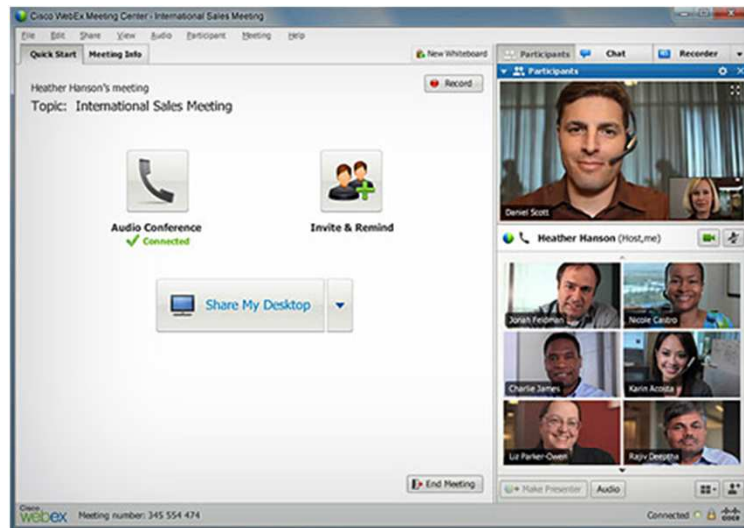 Cisco WebEx Meeting Center - International Sales Meeting
File Edit Share View Audio Participant Meeting Help
Quick Start Meeting Info
New Whiteboard
Heather Hanson's meeting
Record
Topic: International Sales Meeting
Audio Conference
Connected
Invite & Remind
Share My Desktop
End Meeting
Participants Chat Recorder
Participants
Daniel Scott
Heather Hanson (Host,me)
Jonah Feldman Nicole Castro
Charlie James Karin Acosta
Liz Parker-Owen Rajiv Deeptha
Make Presenter Audio
Cisco
webex Meeting number: 345 554 474
Connected
cisco